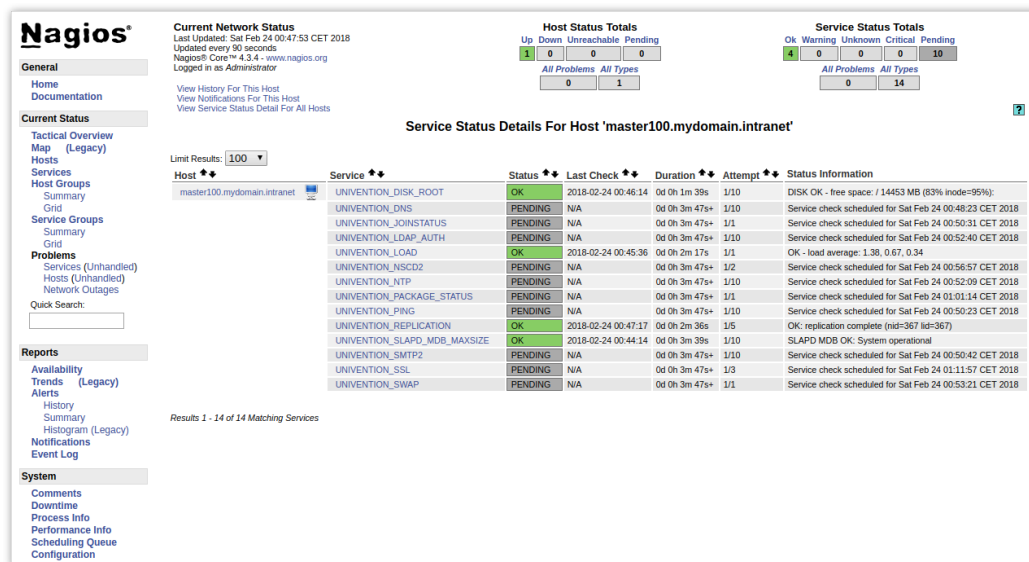 Nagios®
General
Home
Documentation
Current Status
Tactical Overview
Map (Legacy)
Hosts
Services
Host Groups
Summary
Grid
Service Groups
Summary
Grid
Problems
Services (Unhandled)
Hosts (Unhandled)
Network Outages
Quick Search:
Reports
Availability
Trends (Legacy)
Alerts
History
Summary
Histogram (Legacy)
Notifications
Event Log
System
Comments
Downtime
Process Info
Performance Info
Scheduling Queue
Configuration
Current Network Status
Last Updated: Sat Feb 24 00:47:53 CET 2018
Updated every 90 seconds
Nagios® Core™ 4.3.4 - www.nagios.org
Logged in as Administrator
View History For This Host
View Notifications For This Host
View Service Status Detail For All Hosts
Host Status Totals
Up Down Unreachable Pending
1 0 0 0
All Problems All Types
0 1
Service Status Totals
Ok Warning Unknown Critical Pending
4 0 0 0 10
All Problems All Types
0 14
?
Service Status Details For Host 'master100.mydomain.intranet'
Limit Results: 100
Host Service Status Last Check Duration Attempt Status Information
master100.mydomain.intranet UNIVENTION_DISK_ROOT OK 2018-02-24 00:46:14 0d 0h 1m 39s 1/10 DISK OK - free space: / 14453 MB (83% inode=95%):
UNIVENTION_DNS PENDING N/A 0d 0h 3m 47s+ 1/10 Service check scheduled for Sat Feb 24 00:48:23 CET 2018
UNIVENTION_JOINSTATUS PENDING N/A 0d 0h 3m 47s+ 1/1 Service check scheduled for Sat Feb 24 00:50:31 CET 2018
UNIVENTION_LDAP_AUTH PENDING N/A 0d 0h 3m 47s+ 1/10 Service check scheduled for Sat Feb 24 00:52:40 CET 2018
UNIVENTION_LOAD OK 2018-02-24 00:45:36 0d 0h 2m 17s 1/1 OK - load average: 1.38, 0.67, 0.34
UNIVENTION_NSCD2 PENDING N/A 0d 0h 3m 47s+ 1/2 Service check scheduled for Sat Feb 24 00:56:57 CET 2018
UNIVENTION_NTP PENDING N/A 0d 0h 3m 47s+ 1/10 Service check scheduled for Sat Feb 24 00:52:09 CET 2018
UNIVENTION_PACKAGE_STATUS PENDING N/A 0d 0h 3m 47s+ 1/1 Service check scheduled for Sat Feb 24 01:01:14 CET 2018
UNIVENTION_PING PENDING N/A 0d 0h 3m 47s+ 1/10 Service check scheduled for Sat Feb 24 00:50:23 CET 2018
UNIVENTION_REPLICATION OK 2018-02-24 00:47:17 0d 0h 2m 36s 1/5 OK: replication complete (nid=367 lid=367)
UNIVENTION_SLAPD_MDB_MAXSIZE OK 2018-02-24 00:44:14 0d 0h 3m 39s 1/10 SLAPD MDB OK: System operational
UNIVENTION_SMTP2 PENDING N/A 0d 0h 3m 47s+ 1/10 Service check scheduled for Sat Feb 24 00:50:42 CET 2018
UNIVENTION_SSL PENDING N/A 0d 0h 3m 47s+ 1/3 Service check scheduled for Sat Feb 24 01:11:57 CET 2018
UNIVENTION_SWAP PENDING N/A 0d 0h 3m 47s+ 1/1 Service check scheduled for Sat Feb 24 00:53:21 CET 2018
Results 1 - 14 of 14 Matching Services